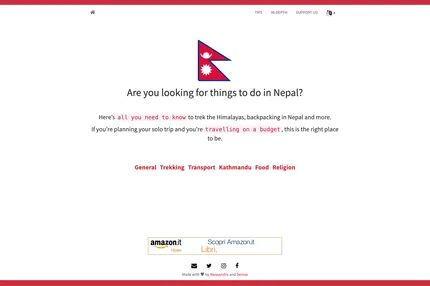 TIPS IN-DEPTH SUPPORT US
Are you looking for things to do in Nepal?
Here's all you need to know to trek the Himalayas, backpacking in Nepal and more.
If you're planning your solo trip and you're travelling on a budget, this is the right place
to be.
General Trekking Transport Kathmandu Food Religion
amazon.it Scopri Amazon.it
Libri.
Made with ♥ by Alessandro and Denise